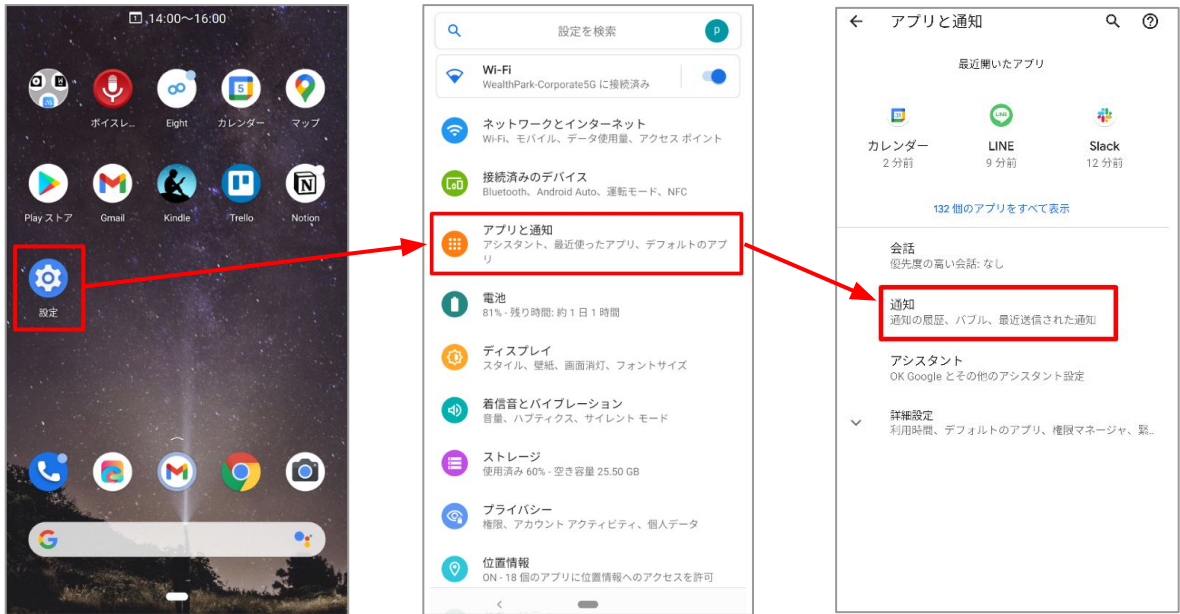 14:00～16:00
ボイスレ...
Eight
カレンダー
マップ
Play ストア
Gmail
Kindle
Trello
Notion
設定
設定を検索
P
Wi-Fi
WealthPark-Corporate5G に接続済み
ネットワークとインターネット
Wi-Fi、モバイル、データ使用量、アクセス ポイント
接続済みのデバイス
Bluetooth、Android Auto、運転モード、NFC
アプリと通知
アシスタント、最近使ったアプリ、デフォルトのアプ
リ
電池
81% - 残り時間: 約 1 日 1 時間
ディスプレイ
スタイル、壁紙、画面消灯、フォントサイズ
着信音とバイブレーション
音量、ハプティクス、サイレント モード
ストレージ
使用済み 60% - 空き容量 25.50 GB
プライバシー
権限、アカウント アクティビティ、個人データ
位置情報
ON - 18 個のアプリに位置情報へのアクセスを許可
アプリと通知
最近開いたアプリ
カレンダー
2 分前
LINE
9 分前
Slack
12 分前
132 個のアプリをすべて表示
会話
優先度の高い会話: なし
通知
通知の履歴、バブル、最近送信された通知
アシスタント
OK Google とその他のアシスタント設定
詳細設定
利用時間、デフォルトのアプリ、権限マネージャ、緊..